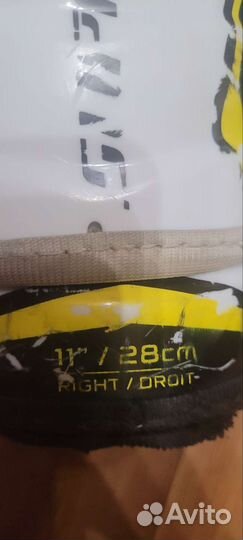 11" / 28cm
RIGHT / DROIT
Avito